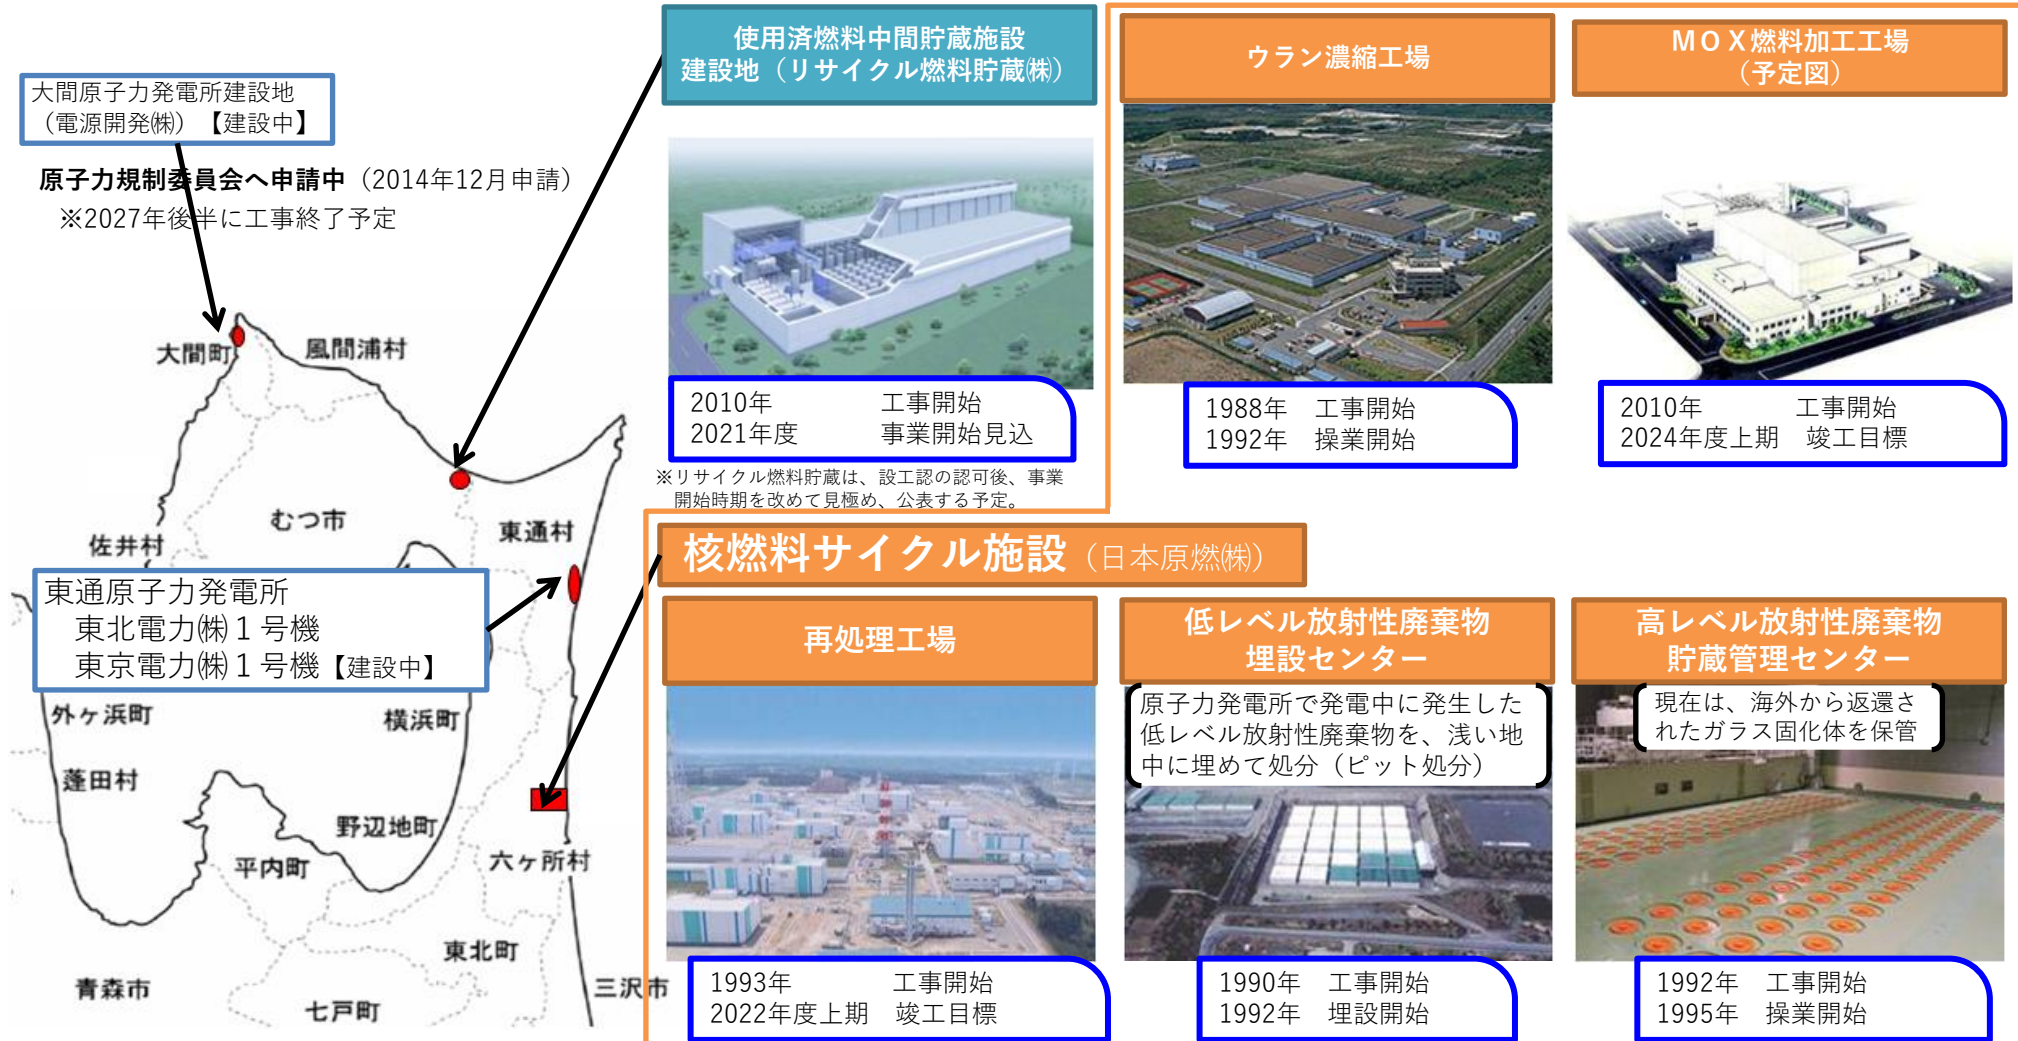 大間原子力発電所建設地
（電源開発㈱）【建設中】
原子力規制委員会へ申請中（2014年12月申請）
※2027年後半に工事終了予定
大間町
風間浦村
むつ市
東通村
佐井村
東通原子力発電所
東北電力㈱１号機
東京電力㈱１号機【建設中】
外ヶ浜町
横浜町
蓬田村
野辺地町
平内町
六ヶ所村
東北町
青森市
七戸町
三沢市
使用済燃料中間貯蔵施設
建設地（リサイクル燃料貯蔵㈱）
2010年　工事開始
2021年度　事業開始見込
※リサイクル燃料貯蔵は、設工認の認可後、事業
開始時期を改めて見極め、公表する予定。
ウラン濃縮工場
1988年　工事開始
1992年　操業開始
ＭＯＸ燃料加工工場
（予定図）
2010年　工事開始
2024年度上期　竣工目標
核燃料サイクル施設（日本原燃㈱）
再処理工場
1993年　工事開始
2022年度上期　竣工目標
低レベル放射性廃棄物
埋設センター
原子力発電所で発電中に発生した
低レベル放射性廃棄物を、浅い地
中に埋めて処分（ピット処分）
1990年　工事開始
1992年　埋設開始
高レベル放射性廃棄物
貯蔵管理センター
現在は、海外から返還さ
れたガラス固化体を保管
1992年　工事開始
1995年　操業開始